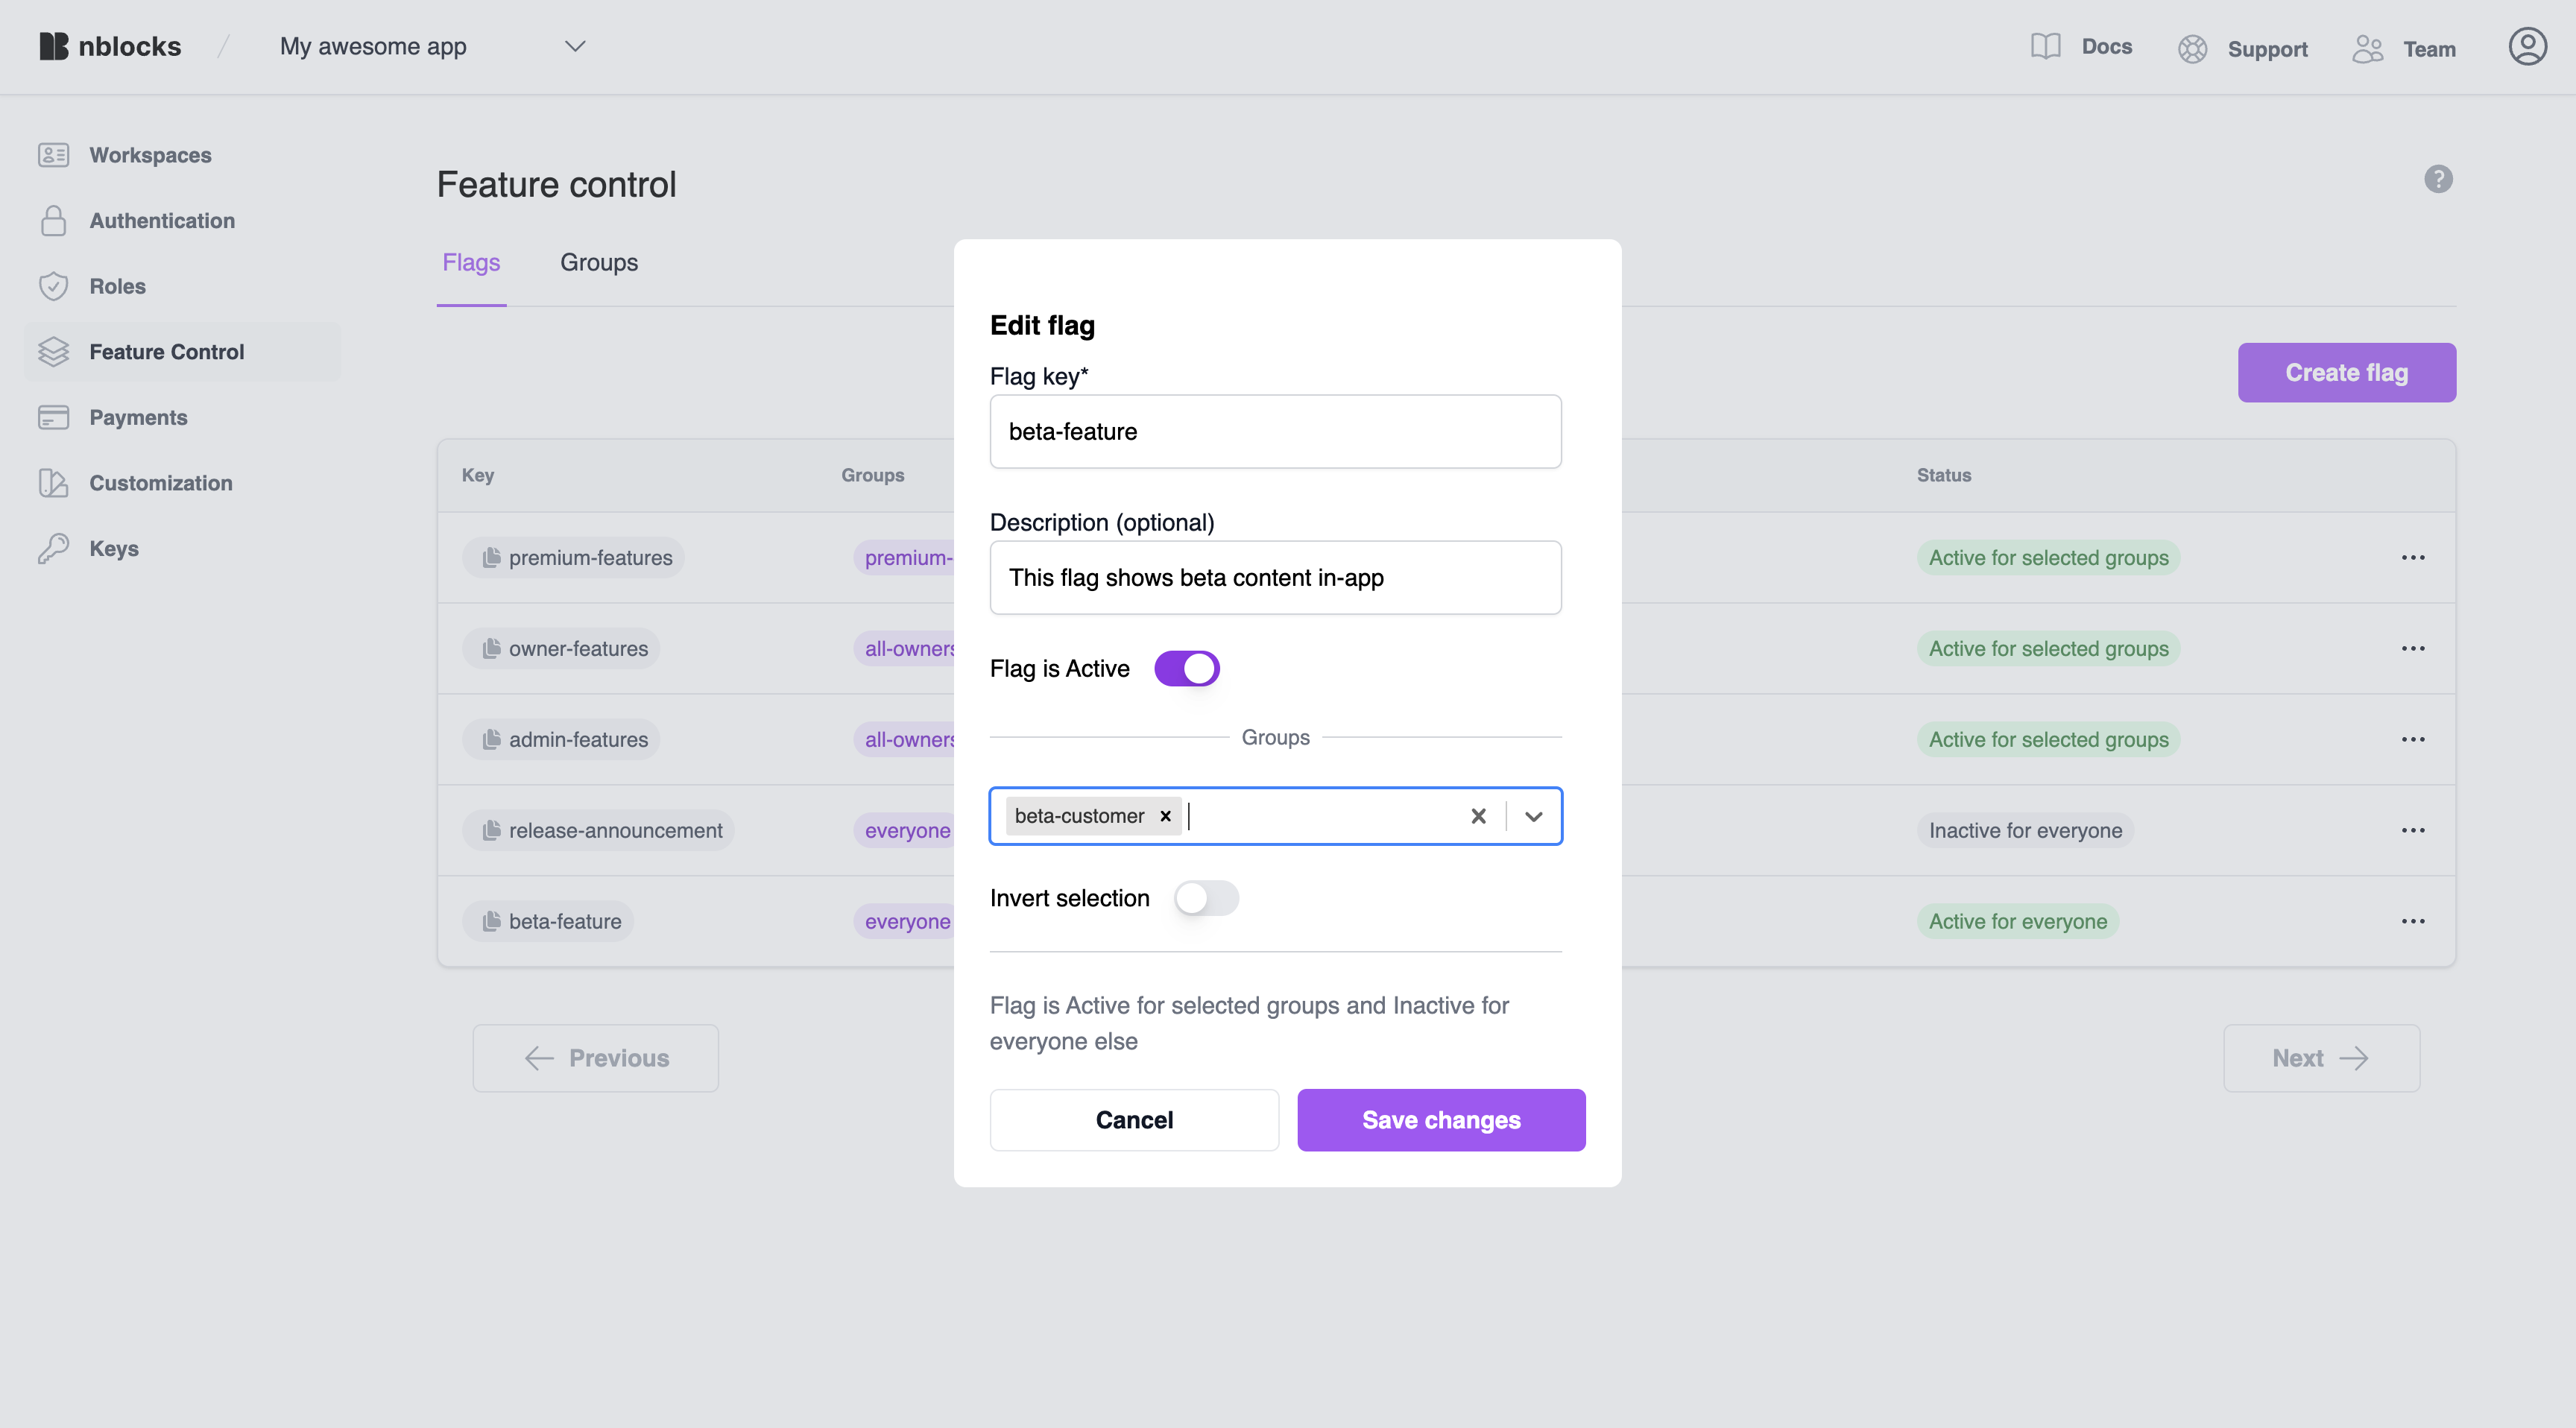 nblocks
My awesome app
Docs
Support
Team
Workspaces
Authentication
Roles
Feature Control
Payments
Customization
Keys
Feature control
?
Flags
Groups
Create flag
Key
Groups
Status
premium-features
premium-
Active for selected groups
owner-features
all-owners
Active for selected groups
admin-features
all-owners
Active for selected groups
release-announcement
everyone
Inactive for everyone
beta-feature
everyone
Active for everyone
Previous
Next
Edit flag
Flag key*
beta-feature
Description (optional)
This flag shows beta content in-app
Flag is Active
Groups
beta-customer
Invert selection
Flag is Active for selected groups and Inactive for
everyone else
Cancel
Save changes